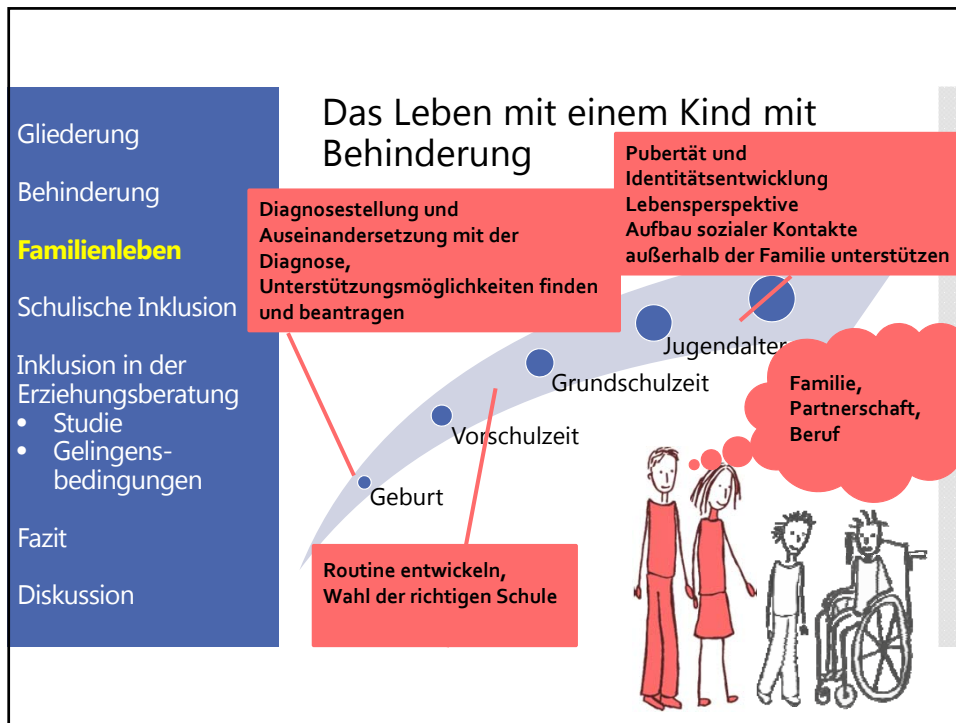 Gliederung
Behinderung
Familienleben
Schulische Inklusion
Inklusion in der
Erziehungsberatung
• Studie
• Gelingens-
bedingungen
Fazit
Diskussion
Das Leben mit einem Kind mit
Behinderung
Diagnosestellung und
Auseinandersetzung mit der
Diagnose,
Unterstützungsmöglichkeiten finden
und beantragen
Pubertät und
Identitätsentwicklung
Lebensperspektive
Aufbau sozialer Kontakte
außerhalb der Familie unterstützen
Jugendalter
Grundschulzeit
Vorschulzeit
Geburt
Familie,
Partnerschaft,
Beruf
Routine entwickeln,
Wahl der richtigen Schule